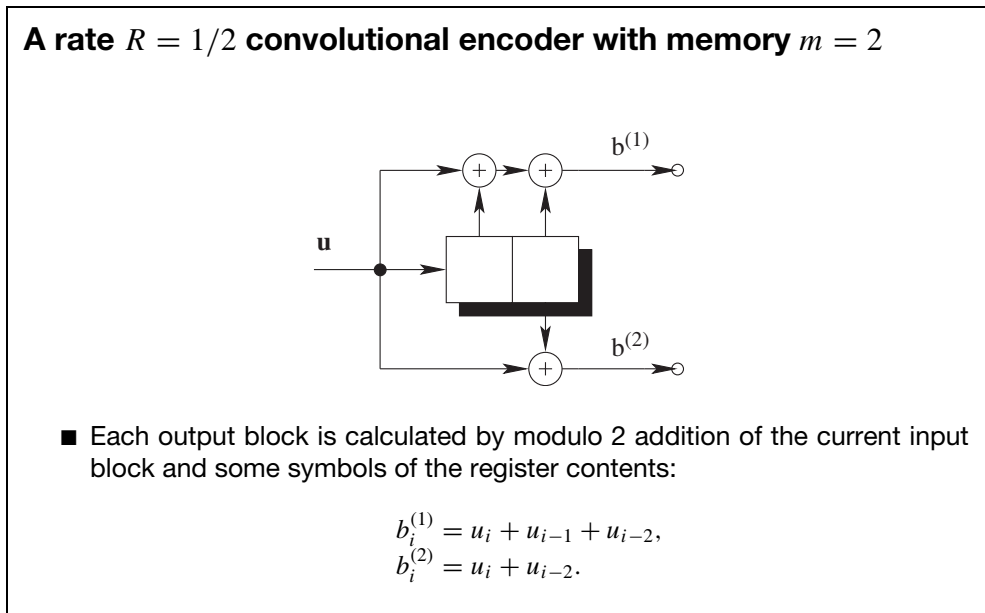 A rate R = 1/2 convolutional encoder with memory m = 2
b^{(1)}
u
b^{(2)}
■ Each output block is calculated by modulo 2 addition of the current input
block and some symbols of the register contents:
b_i^{(1)} = u_i + u_{i−1} + u_{i−2},
b_i^{(2)} = u_i + u_{i−2}.